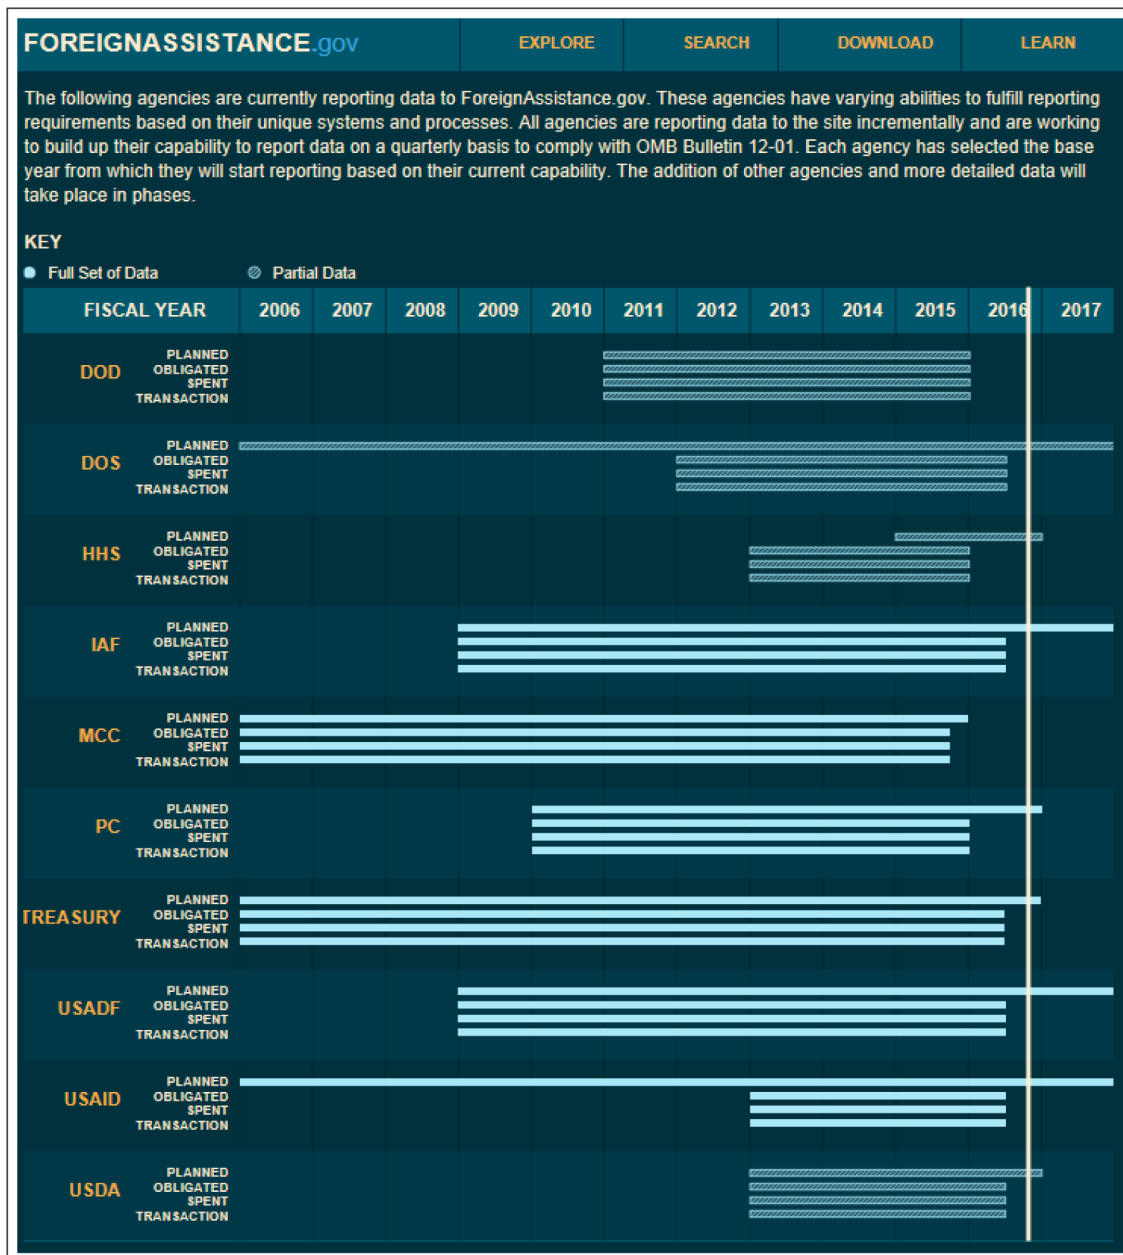 FOREIGNASSISTANCE.gov EXPLORE SEARCH DOWNLOAD LEARN
The following agencies are currently reporting data to ForeignAssistance.gov. These agencies have varying abilities to fulfill reporting
requirements based on their unique systems and processes. All agencies are reporting data to the site incrementally and are working
to build up their capability to report data on a quarterly basis to comply with OMB Bulletin 12-01. Each agency has selected the base
year from which they will start reporting based on their current capability. The addition of other agencies and more detailed data will
take place in phases.
KEY
Full Set of Data Partial Data
FISCAL YEAR 2006 2007 2008 2009 2010 2011 2012 2013 2014 2015 2016 2017
DOD
PLANNED
OBLIGATED
SPENT
TRANSACTION
DOS
PLANNED
OBLIGATED
SPENT
TRANSACTION
HHS
PLANNED
OBLIGATED
SPENT
TRANSACTION
IAF
PLANNED
OBLIGATED
SPENT
TRANSACTION
MCC
PLANNED
OBLIGATED
SPENT
TRANSACTION
PC
PLANNED
OBLIGATED
SPENT
TRANSACTION
TREASURY
PLANNED
OBLIGATED
SPENT
TRANSACTION
USADF
PLANNED
OBLIGATED
SPENT
TRANSACTION
USAID
PLANNED
OBLIGATED
SPENT
TRANSACTION
USDA
PLANNED
OBLIGATED
SPENT
TRANSACTION